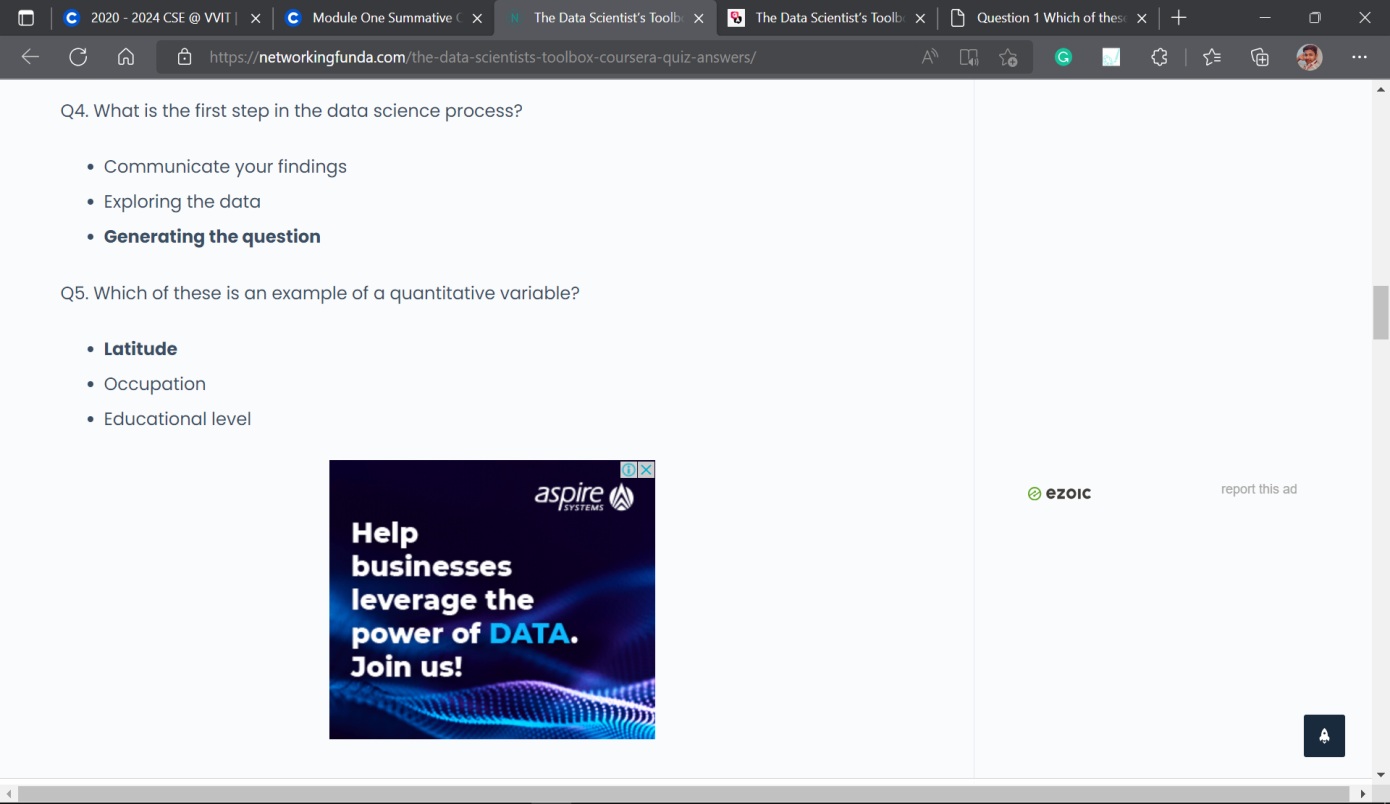 2020 - 2024 CSE @ VVIT |
Module One Summative
The Data Scientist's Toolb
The Data Scientist's Toolb
Question 1 Which of thes
https://networkingfunda.com/the-data-scientists-toolbox-coursera-quiz-answers/
Q4. What is the first step in the data science process?
• Communicate your findings
• Exploring the data
• Generating the question
Q5. Which of these is an example of a quantitative variable?
• Latitude
• Occupation
• Educational level
aspire
SYSTEMS
Help
businesses
leverage the
power of DATA.
Join us!
ezoic
report this ad